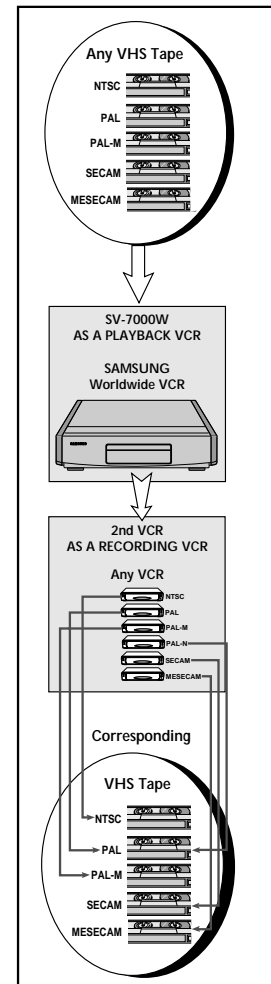 Any VHS Tape
NTSC
PAL
PAL-M
SECAM
MESECAM
SV-7000W
AS A PLAYBACK VCR
SAMSUNG
Worldwide VCR
SAMSUNG
2nd VCR
AS A RECORDING VCR
Any VCR
NTSC
PAL
PAL-M
PAL-N
SECAM
MESECAM
Corresponding
VHS Tape
NTSC
PAL
PAL-M
SECAM
MESECAM